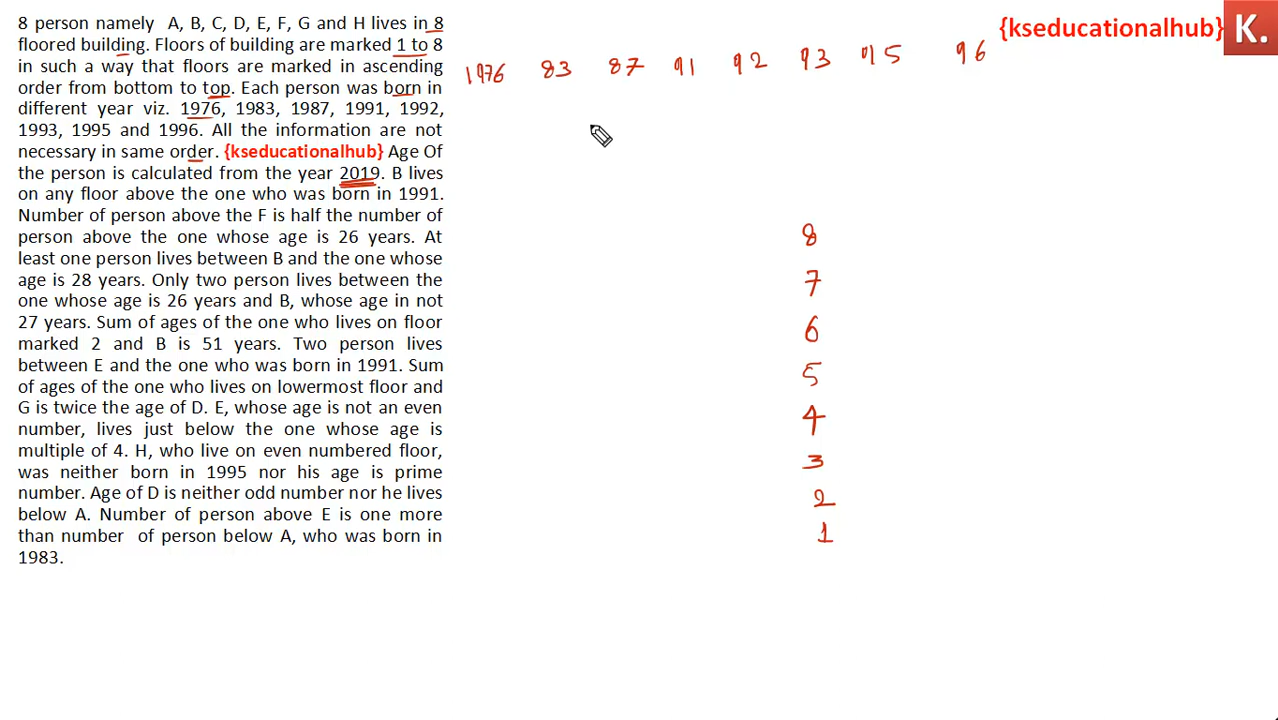 8 person namely A, B, C, D, E, F, G and H lives in 8
floored building. Floors of building are marked 1 to 8
in such a way that floors are marked in ascending
order from bottom to top. Each person was born in
different year viz. 1976, 1983, 1987, 1991, 1992,
1993, 1995 and 1996. All the information are not
necessary in same order. {kseducationalhub} Age Of
the person is calculated from the year 2019. B lives
on any floor above the one who was born in 1991.
Number of person above the F is half the number of
person above the one whose age is 26 years. At
least one person lives between B and the one whose
age is 28 years. Only two person lives between the
one whose age is 26 years and B, whose age in not
27 years. Sum of ages of the one who lives on floor
marked 2 and B is 51 years. Two person lives
between E and the one who was born in 1991. Sum
of ages of the one who lives on lowermost floor and
G is twice the age of D. E, whose age is not an even
number, lives just below the one whose age is
multiple of 4. H, who live on even numbered floor,
was neither born in 1995 nor his age is prime
number. Age of D is neither odd number nor he lives
below A. Number of person above E is one more
than number of person below A, who was born in
1983.
{kseducationalhub} K.
1976 83 87 91 92 93 95 96
8
7
6
5
4
3
2
1